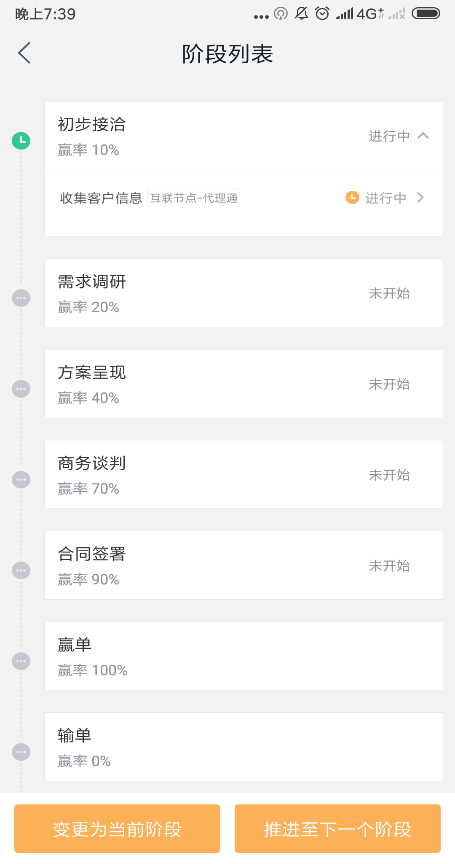 晚上7:39
4G+
阶段列表
初步接洽
赢率 10%
进行中
收集客户信息 互联节点-代理通 进行中
需求调研
赢率 20%
未开始
方案呈现
赢率 40%
未开始
商务谈判
赢率 70%
未开始
合同签署
赢率 90%
未开始
赢单
赢率 100%
输单
赢率 0%
变更为当前阶段
推进至下一个阶段